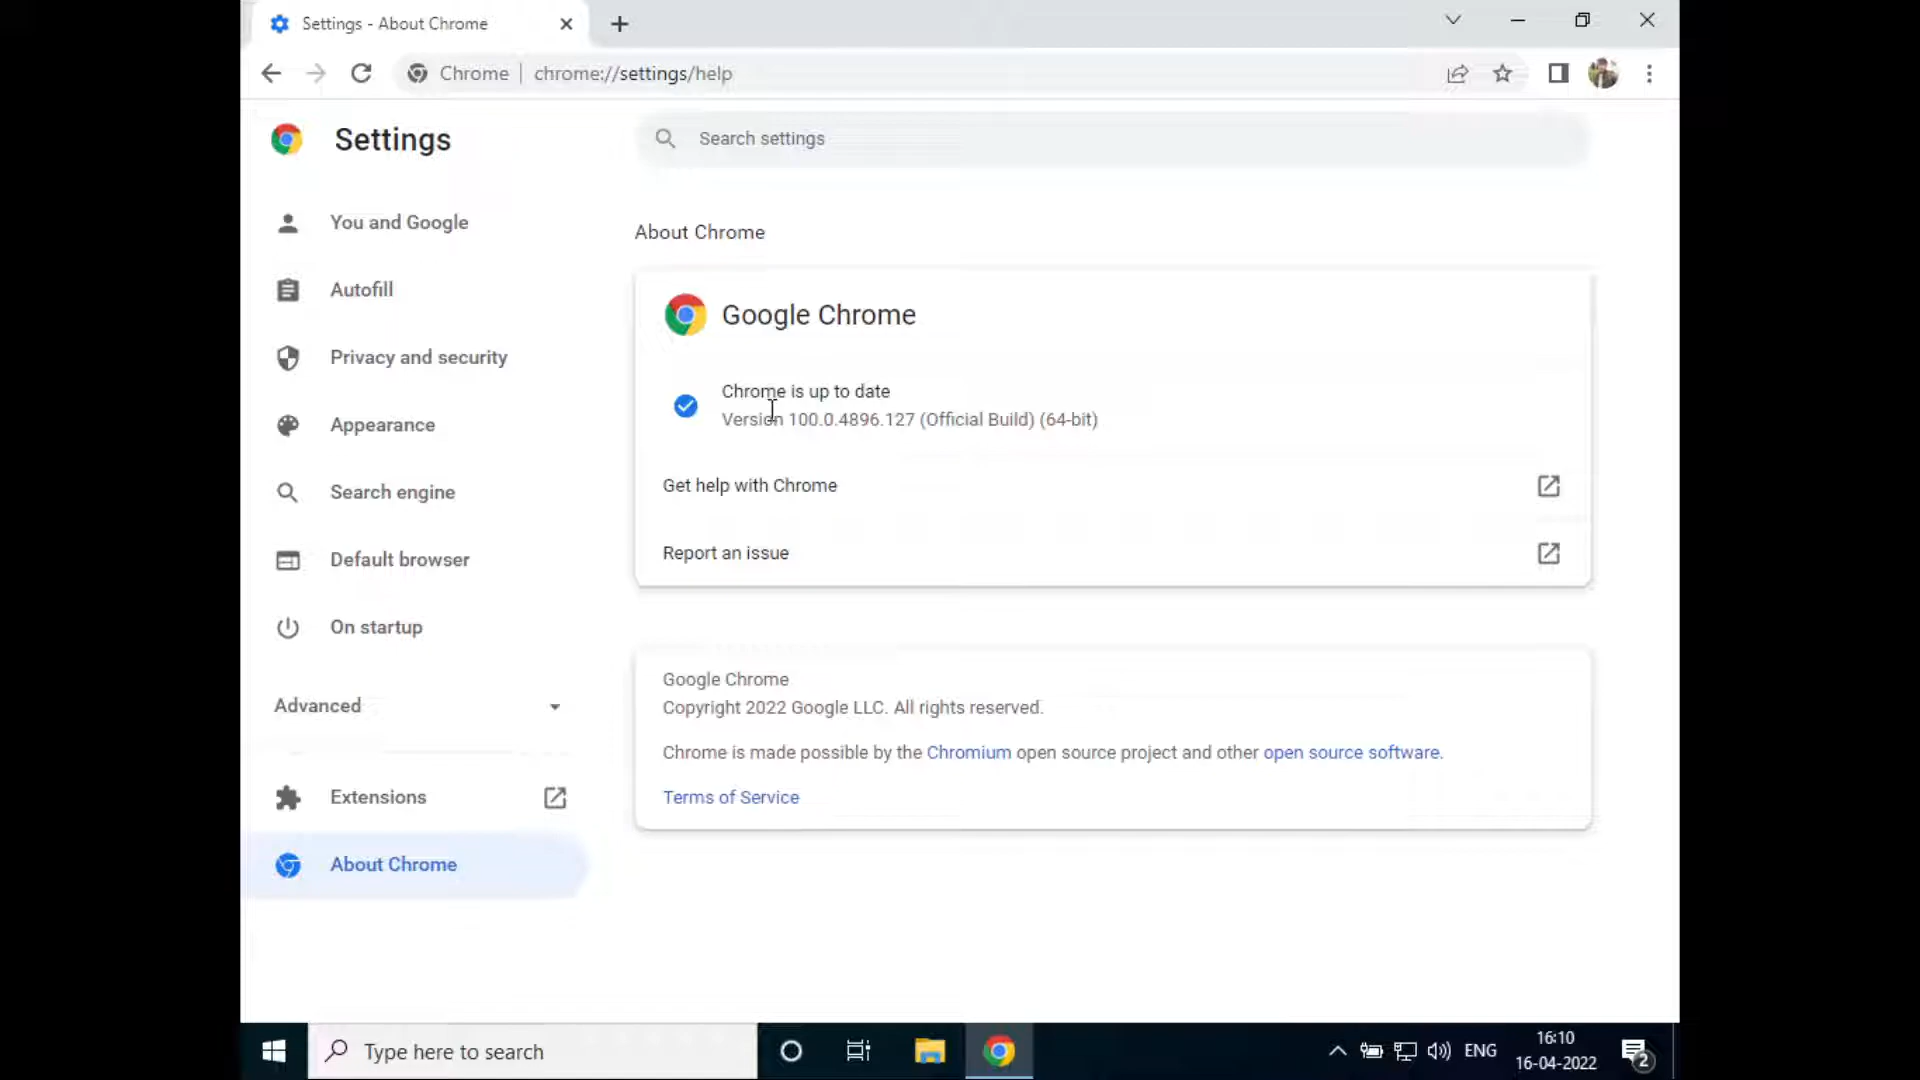 Settings - About Chrome
Chrome | chrome://settings/help
Settings
Search settings
You and Google
Autofill
Privacy and security
Appearance
Search engine
Default browser
On startup
Advanced
Extensions
About Chrome
About Chrome
Google Chrome
Chrome is up to date
Version 100.0.4896.127 (Official Build) (64-bit)
Get help with Chrome
Report an issue
Google Chrome
Copyright 2022 Google LLC. All rights reserved.
Chrome is made possible by the Chromium open source project and other open source software.
Terms of Service
Type here to search
ENG
16:10
16-04-2022
2